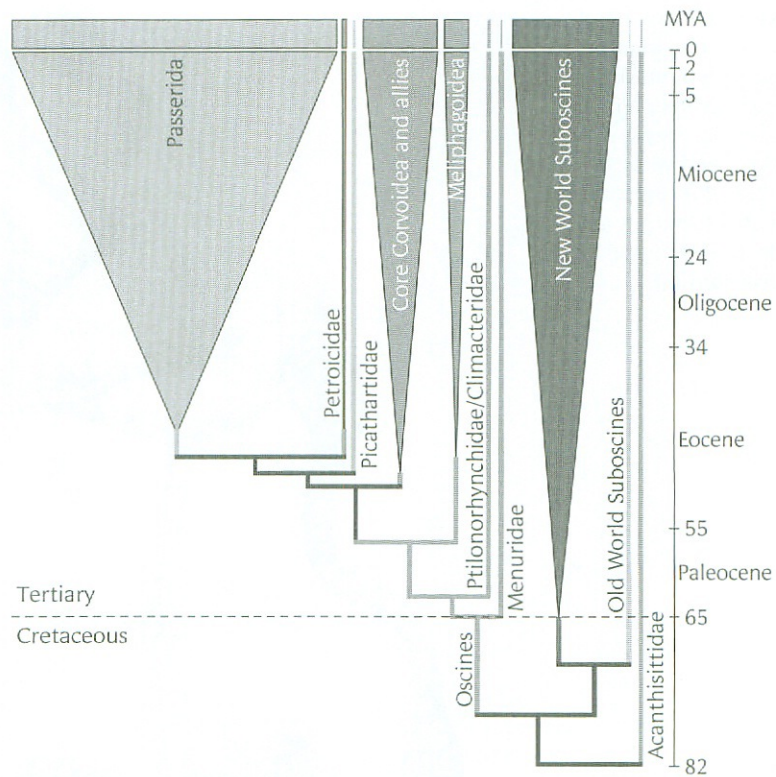 MYA
0
2
5
Miocene
24
Oligocene
34
Eocene
55
Paleocene
65
82
Passerida
Petroicidae
Picathartidae
Core Corvoidea and allies
Meliphagoidea
Ptilonorhynchidae/Climacteridae
Menuridae
New World Suboscines
Old World Suboscines
Acanthisittidae
Oscines
Tertiary
Cretaceous